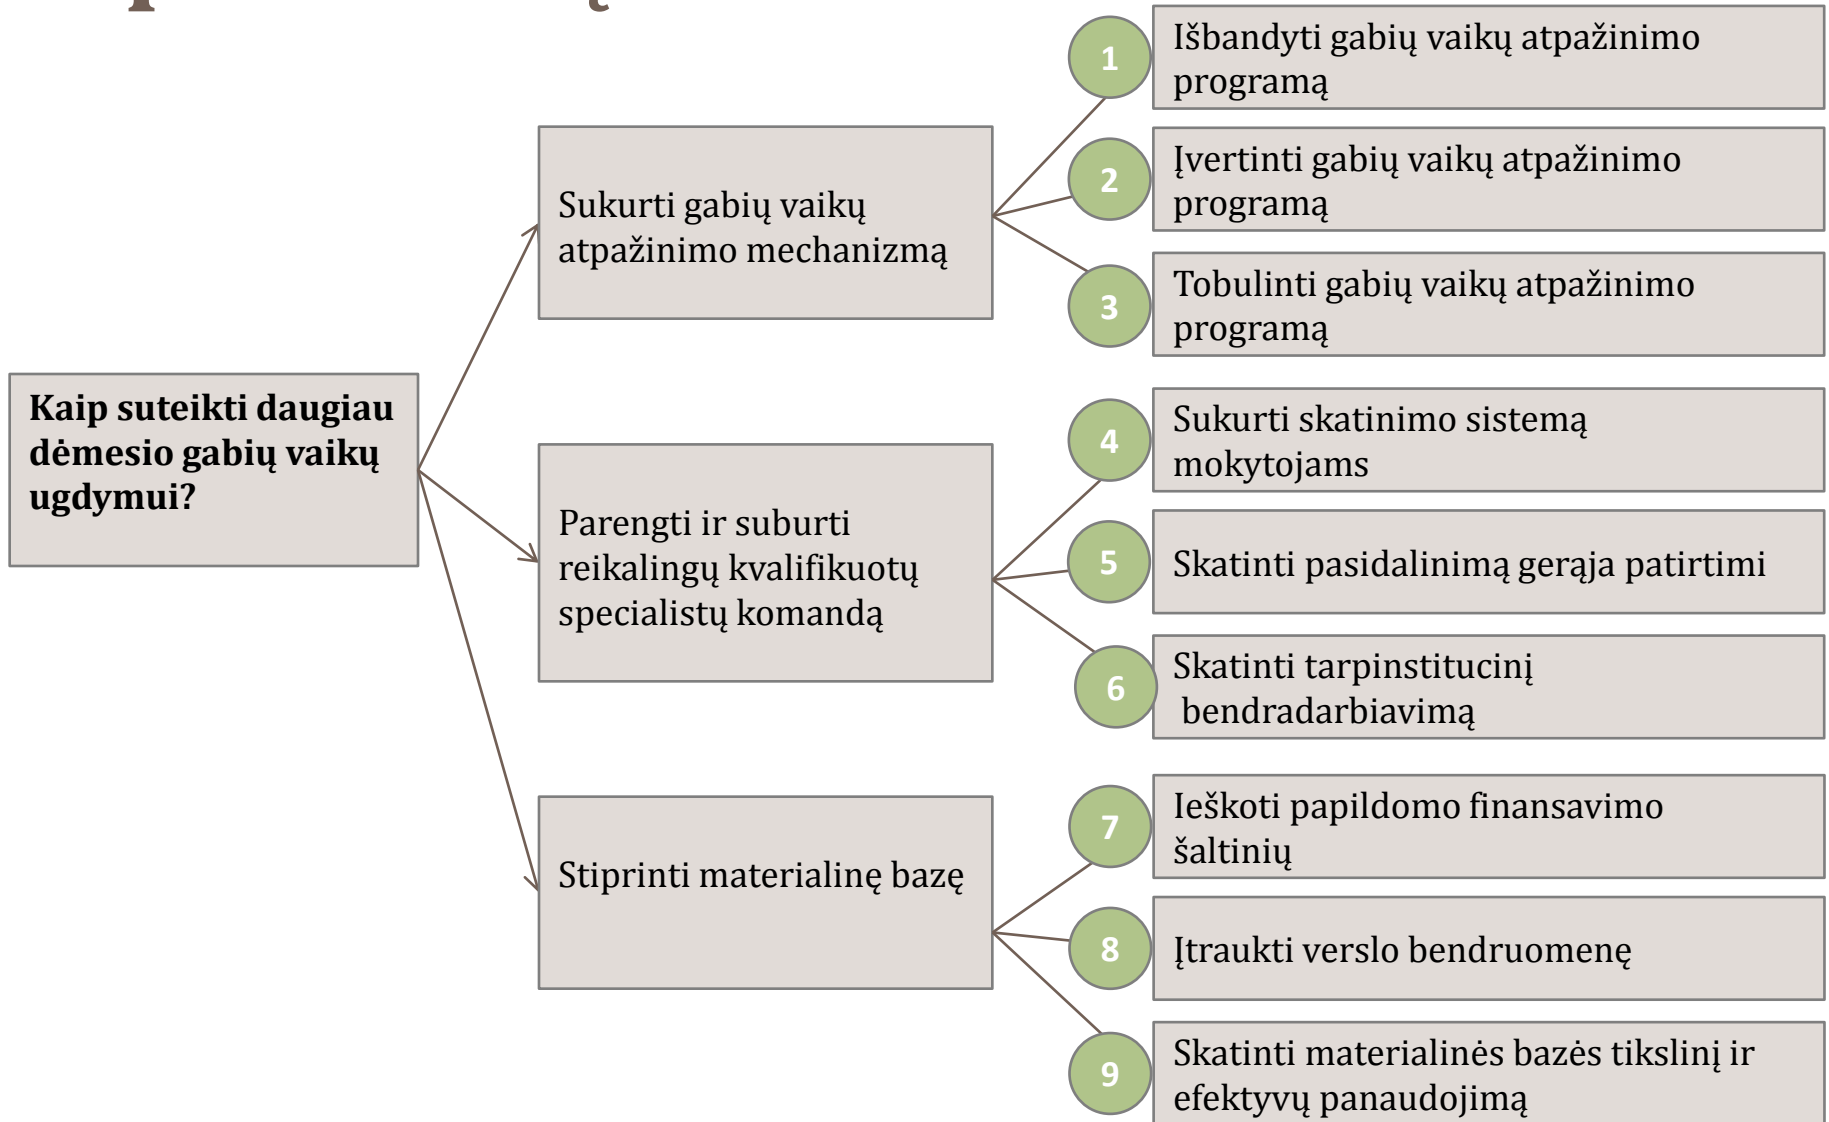 Kaip suteikti daugiau
dėmesio gabių vaikų
ugdymui?
Sukurti gabių vaikų
atpažinimo mechanizmą
1
Išbandyti gabių vaikų atpažinimo
programą
2
Įvertinti gabių vaikų atpažinimo
programą
3
Tobulinti gabių vaikų atpažinimo
programą
Parengti ir suburti
reikalingų kvalifikuotų
specialistų komandą
4
Sukurti skatinimo sistemą
mokytojams
5
Skatinti pasidalinimą gerąja patirtimi
6
Skatinti tarpinstitucinį
bendradarbiavimą
Stiprinti materialinę bazę
7
Ieškoti papildomo finansavimo
šaltinių
8
Įtraukti verslo bendruomenę
9
Skatinti materialinės bazės tikslinį ir
efektyvų panaudojimą